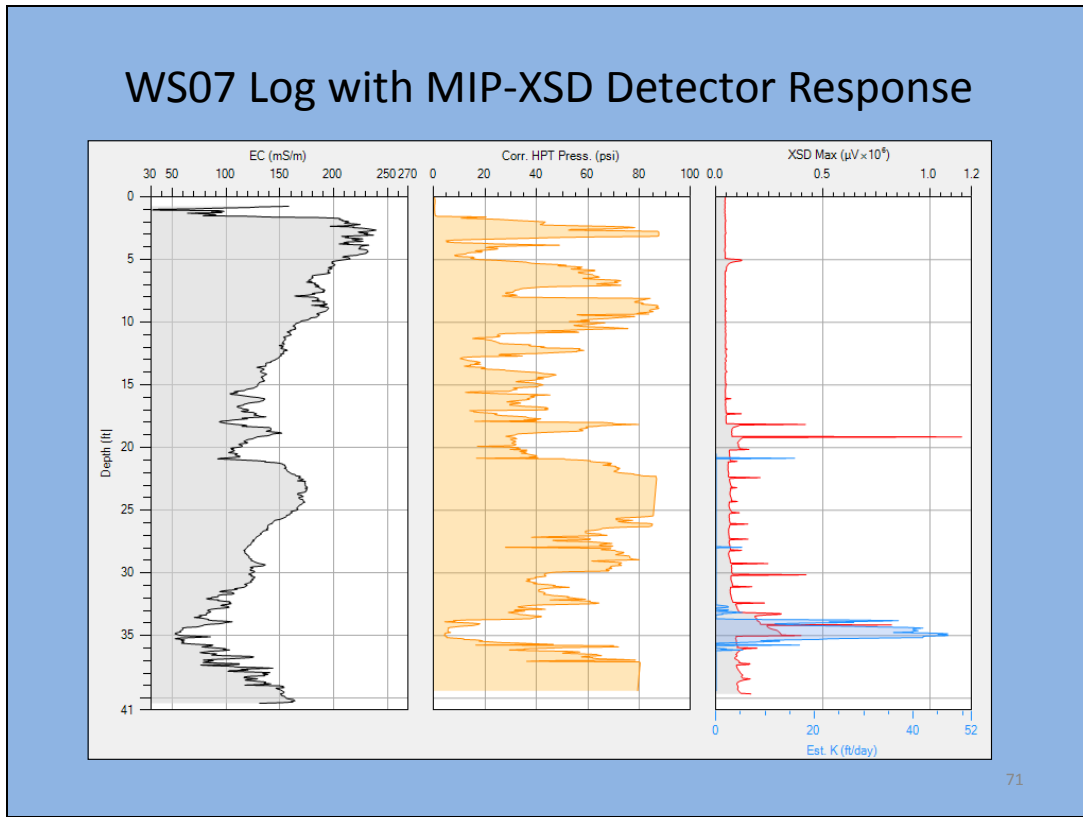 WS07 Log with MIP-XSD Detector Response
EC (mS/m)
30 50 100 150 200 250 270
Corr. HPT Press. (psi)
0 20 40 60 80 100
XSD Max (µV×10⁶)
0.0 0.5 1.0 1.2
Depth (ft)
0
5
10
15
20
25
30
35
41
0 20 40 52
Est. K (ft/day)
71